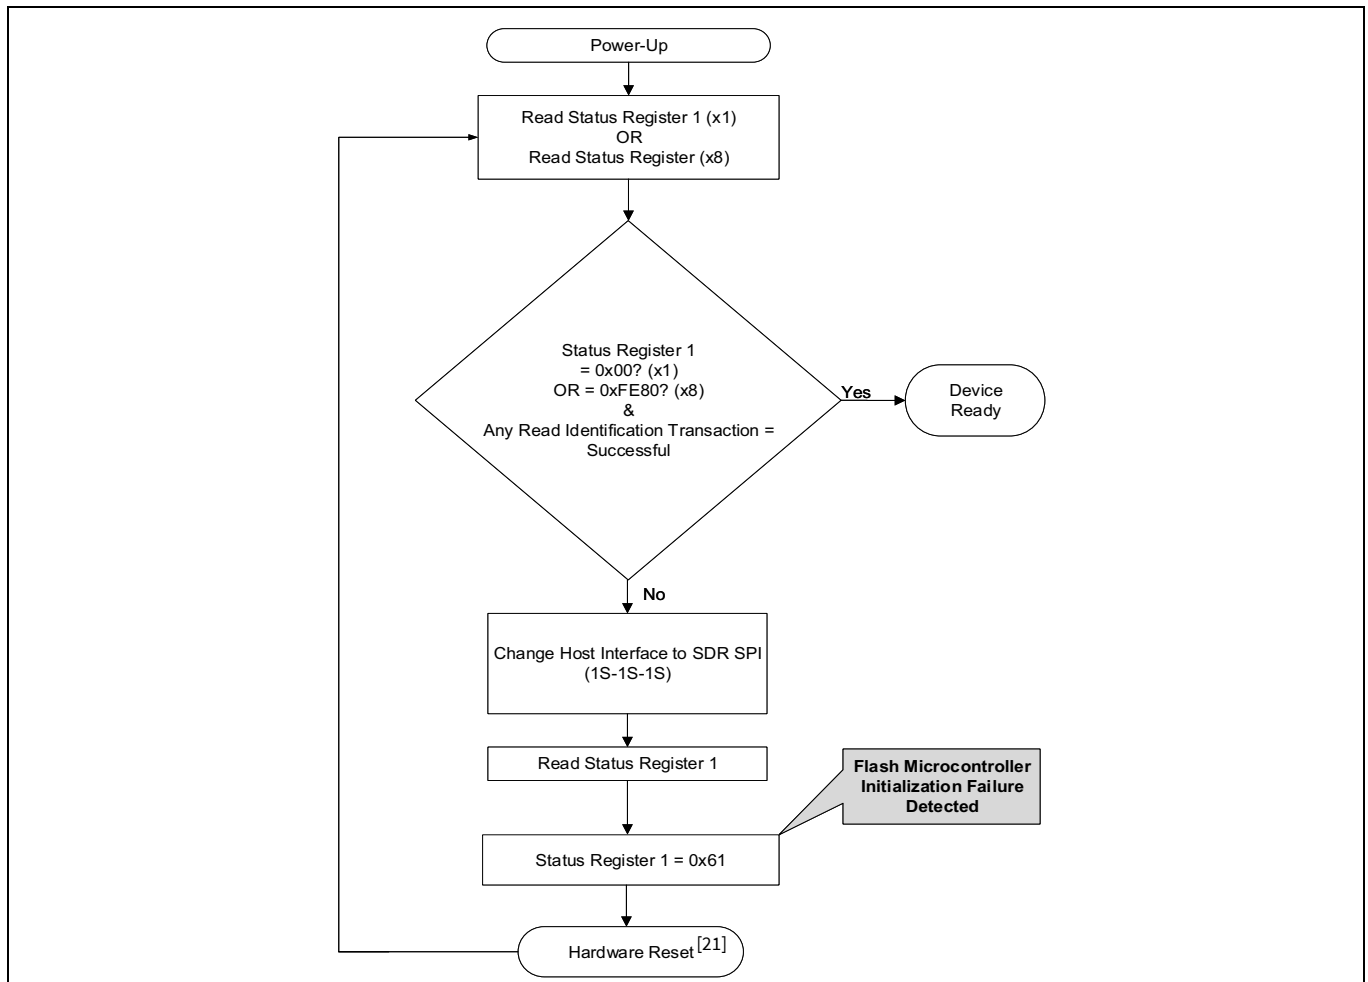 Power-Up
Read Status Register 1 (x1)
OR
Read Status Register (x8)
Status Register 1
= 0x00? (x1)
OR = 0xFE80? (x8)
&
Any Read Identification Transaction =
Successful
Yes
Device
Ready
No
Change Host Interface to SDR SPI
(1S-1S-1S)
Read Status Register 1
Flash Microcontroller
Initialization Failure
Detected
Status Register 1 = 0x61
Hardware Reset[21]